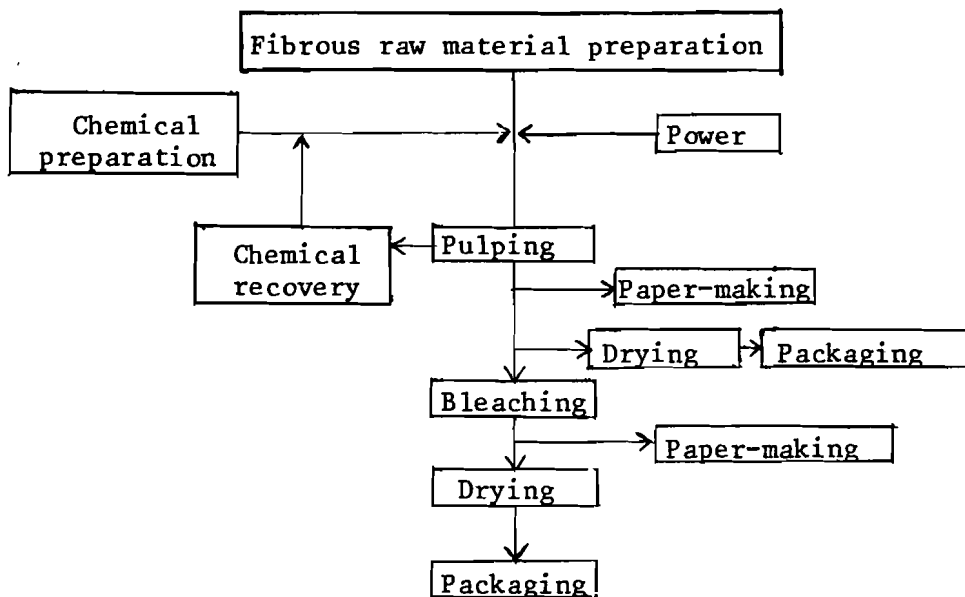 Fibrous raw material preparation
Chemical
preparation
Power
Pulping
Chemical
recovery
Paper-making
Drying
Packaging
Bleaching
Paper-making
Drying
Packaging